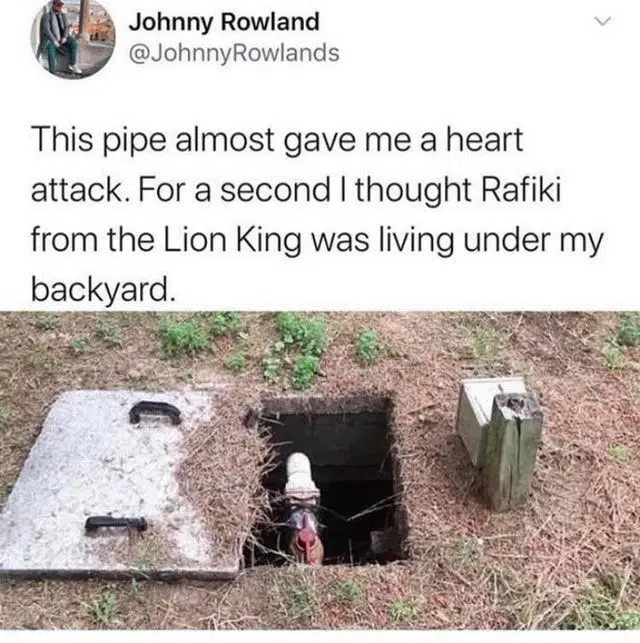 Johnny Rowland
@JohnnyRowlands
This pipe almost gave me a heart
attack. For a second I thought Rafiki
from the Lion King was living under my
backyard.